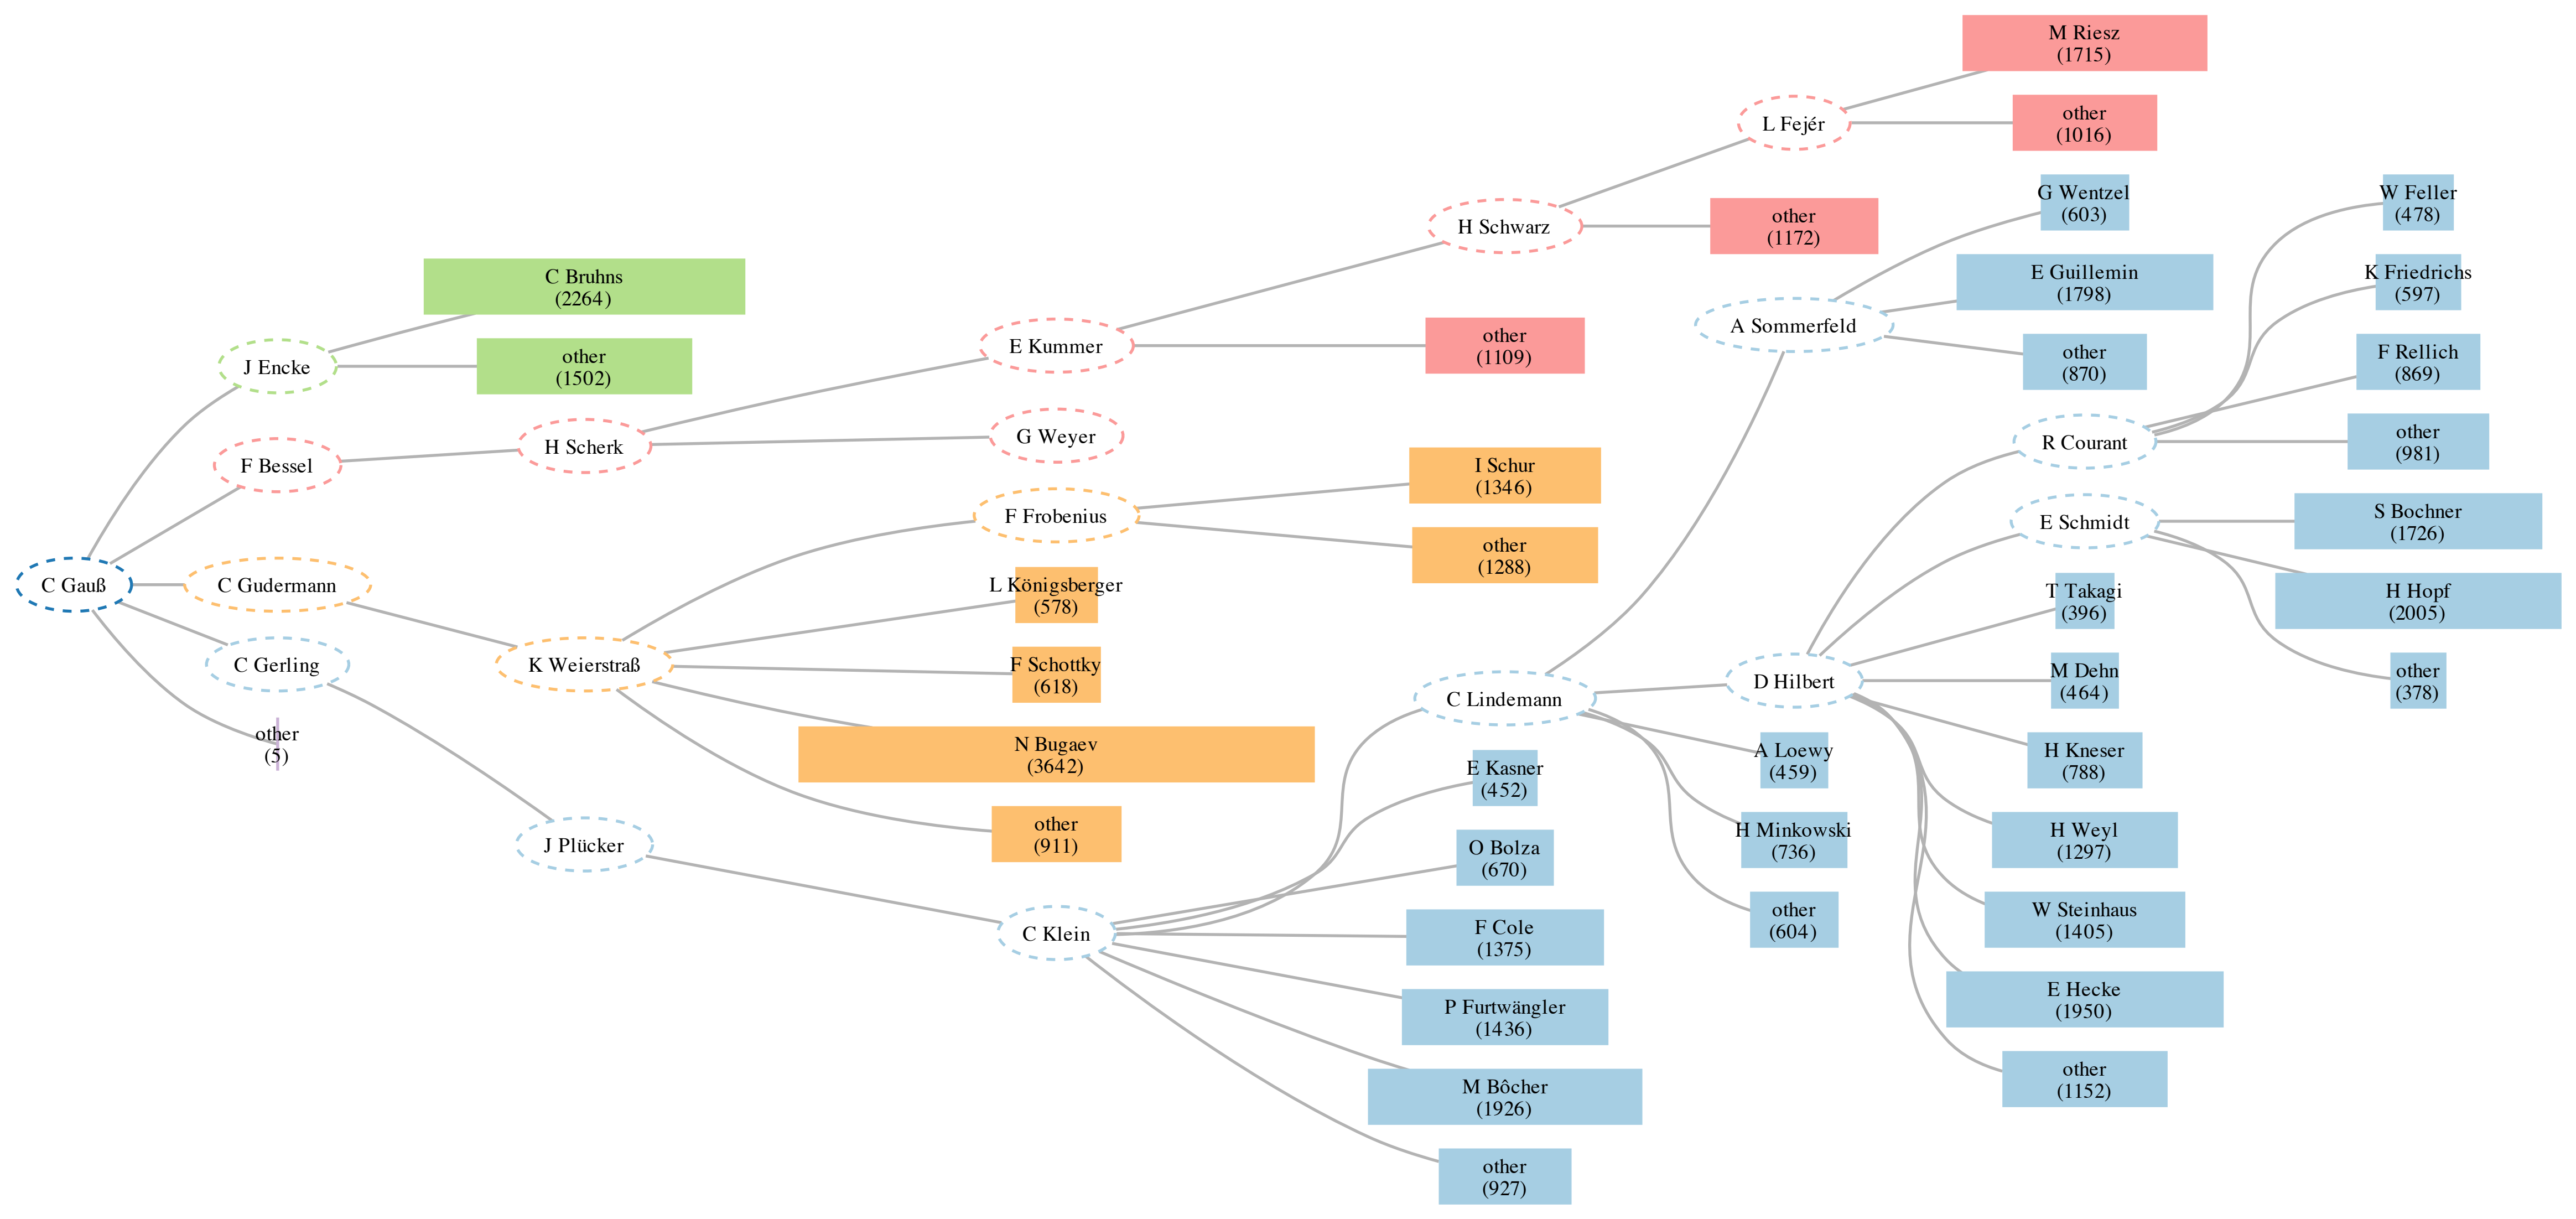 C Gauß
J Encke
F Bessel
C Gudermann
C Gerling
other
(5)
C Bruhns
(2264)
other
(1502)
H Scherk
K Weierstraß
J Plücker
E Kummer
G Weyer
F Frobenius
L Königsberger
(578)
F Schottky
(618)
N Bugaev
(3642)
other
(911)
C Klein
H Schwarz
other
(1109)
I Schur
(1346)
other
(1288)
C Lindemann
E Kasner
(452)
O Bolza
(670)
F Cole
(1375)
P Furtwängler
(1436)
M Bôcher
(1926)
other
(927)
L Fejér
other
(1172)
A Sommerfeld
D Hilbert
A Loewy
(459)
H Minkowski
(736)
other
(604)
M Riesz
(1715)
other
(1016)
G Wentzel
(603)
E Guillemin
(1798)
other
(870)
R Courant
E Schmidt
T Takagi
(396)
M Dehn
(464)
H Kneser
(788)
H Weyl
(1297)
W Steinhaus
(1405)
E Hecke
(1950)
other
(1152)
W Feller
(478)
K Friedrichs
(597)
F Rellich
(869)
other
(981)
S Bochner
(1726)
H Hopf
(2005)
other
(378)